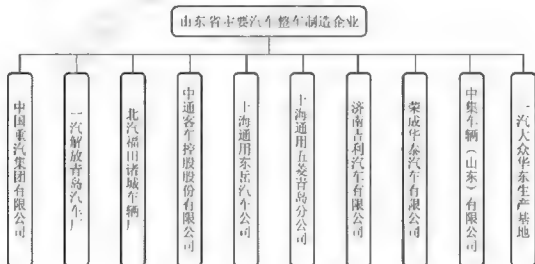 山东省主要汽车整车制造企业
中国重汽集团有限公司
一汽解放青岛汽车厂
北汽福田诸城车辆厂
中通客车控股股份有限公司
上海通用东岳汽车公司
上海通用五菱青岛分公司
济南吉利汽车有限公司
荣成华泰汽车有限公司
中集车辆（山东）有限公司
一汽大众华东生产基地